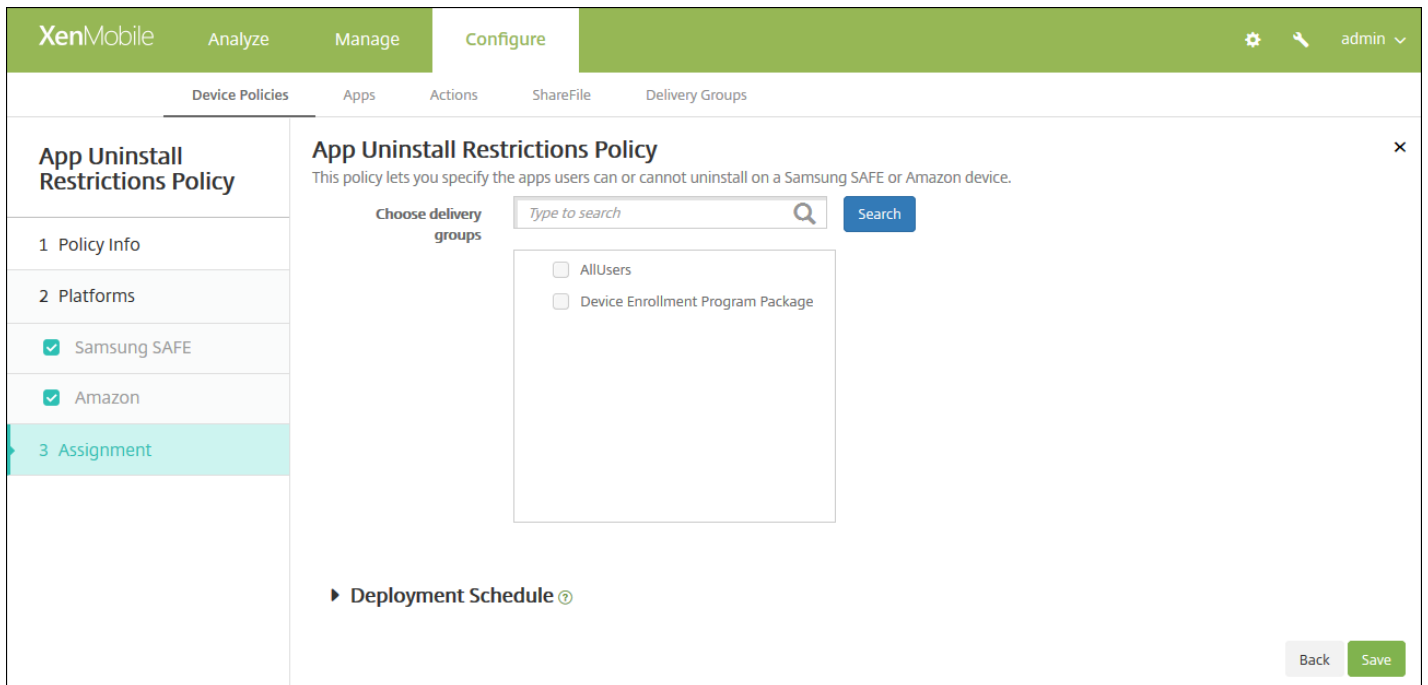 XenMobile Analyze Manage Configure admin
Device Policies Apps Actions ShareFile Delivery Groups
App Uninstall
Restrictions Policy
1 Policy Info
2 Platforms
Samsung SAFE
Amazon
3 Assignment
App Uninstall Restrictions Policy
This policy lets you specify the apps users can or cannot uninstall on a Samsung SAFE or Amazon device.
Choose delivery
groups
Type to search
Search
AllUsers
Device Enrollment Program Package
Deployment Schedule ?
Back Save